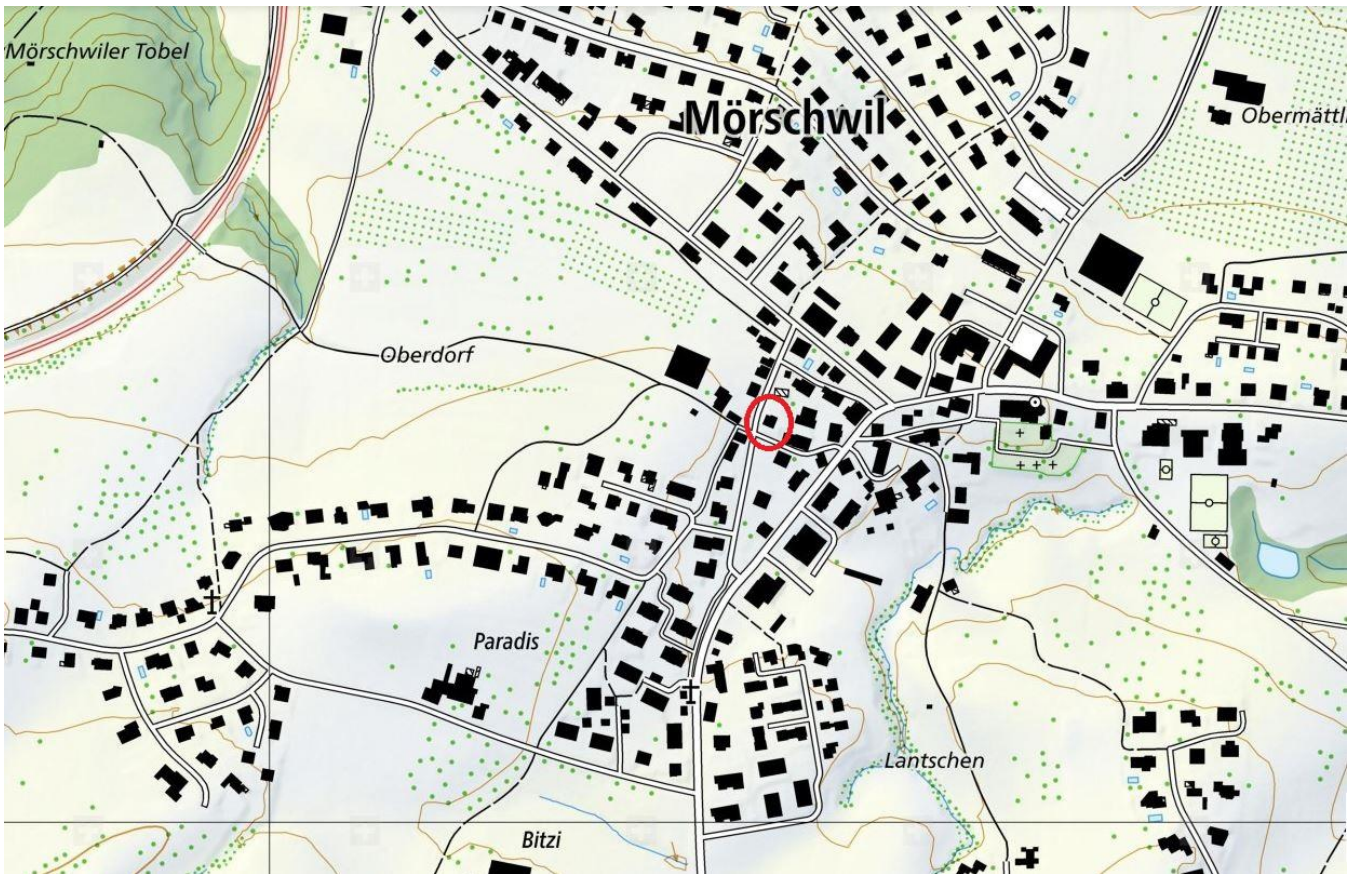 Mörschwiler Tobel
Mörschwil
Obermättl
Oberdorf
Paradis
Lantschen
Bitzi